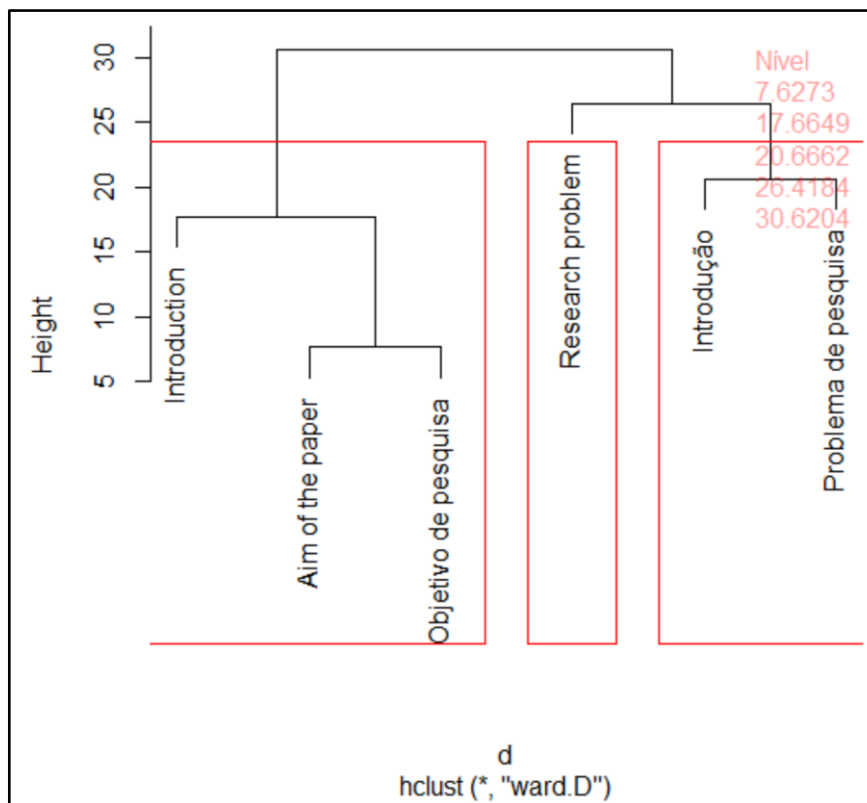 Height
30
25
20
15
10
5
Nível
7.6273
17.6649
20.6662
26.4184
30.6204
Introduction
Aim of the paper
Objetivo de pesquisa
Research problem
Introdução
Problema de pesquisa
d
hclust (*, "ward.D")